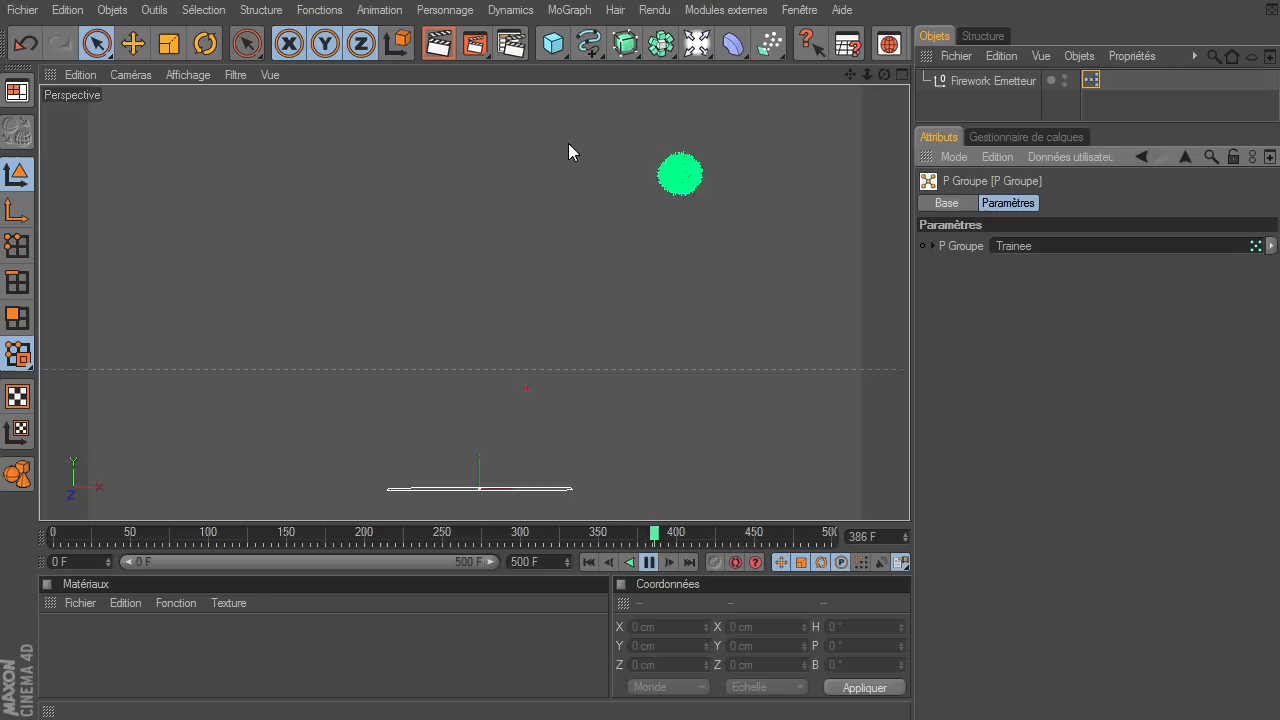 Fichier Edition Objets Outils Sélection Structure Fonctions Animation Personnage Dynamics MoGraph Hair Rendu Modules externes Fenêtre Aide
Objets Structure
Fichier Edition Vue Objets Propriétés
Firework Emetteur
Edition Caméras Affichage Filtre Vue
Perspective
Attributs Gestionnaire de calques
Mode Edition Données utilisateu
P Groupe [P Groupe]
Base Paramètres
Paramètres
P Groupe Trainee
X Y Z
Y
Z X
0 50 100 150 200 250 300 350 400 450 500 386 F
0 F 0 F 500 F 500 F
Matériaux
Fichier Edition Fonction Texture
Coordonnées
-- -- --
X 0 cm X 0 cm H 0 °
Y 0 cm Y 0 cm P 0 °
Z 0 cm Z 0 cm B 0 °
Monde Echelle Appliquer
MAXON
CINEMA 4D